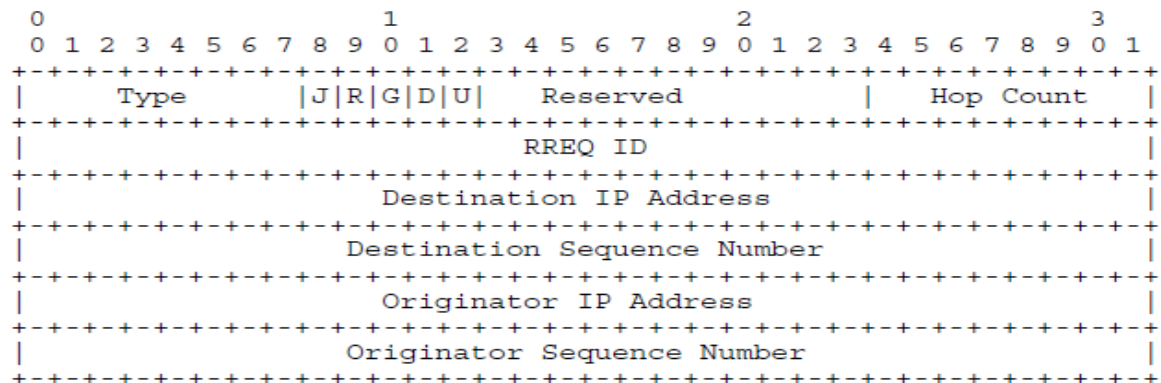 0                   1                   2                   3
 0 1 2 3 4 5 6 7 8 9 0 1 2 3 4 5 6 7 8 9 0 1 2 3 4 5 6 7 8 9 0 1
+-+-+-+-+-+-+-+-+-+-+-+-+-+-+-+-+-+-+-+-+-+-+-+-+-+-+-+-+-+-+-+-+
|     Type      |J|R|G|D|U|   Reserved          |   Hop Count   |
+-+-+-+-+-+-+-+-+-+-+-+-+-+-+-+-+-+-+-+-+-+-+-+-+-+-+-+-+-+-+-+-+
|                            RREQ ID                            |
+-+-+-+-+-+-+-+-+-+-+-+-+-+-+-+-+-+-+-+-+-+-+-+-+-+-+-+-+-+-+-+-+
|                    Destination IP Address                     |
+-+-+-+-+-+-+-+-+-+-+-+-+-+-+-+-+-+-+-+-+-+-+-+-+-+-+-+-+-+-+-+-+
|                  Destination Sequence Number                  |
+-+-+-+-+-+-+-+-+-+-+-+-+-+-+-+-+-+-+-+-+-+-+-+-+-+-+-+-+-+-+-+-+
|                    Originator IP Address                      |
+-+-+-+-+-+-+-+-+-+-+-+-+-+-+-+-+-+-+-+-+-+-+-+-+-+-+-+-+-+-+-+-+
|                  Originator Sequence Number                   |
+-+-+-+-+-+-+-+-+-+-+-+-+-+-+-+-+-+-+-+-+-+-+-+-+-+-+-+-+-+-+-+-+